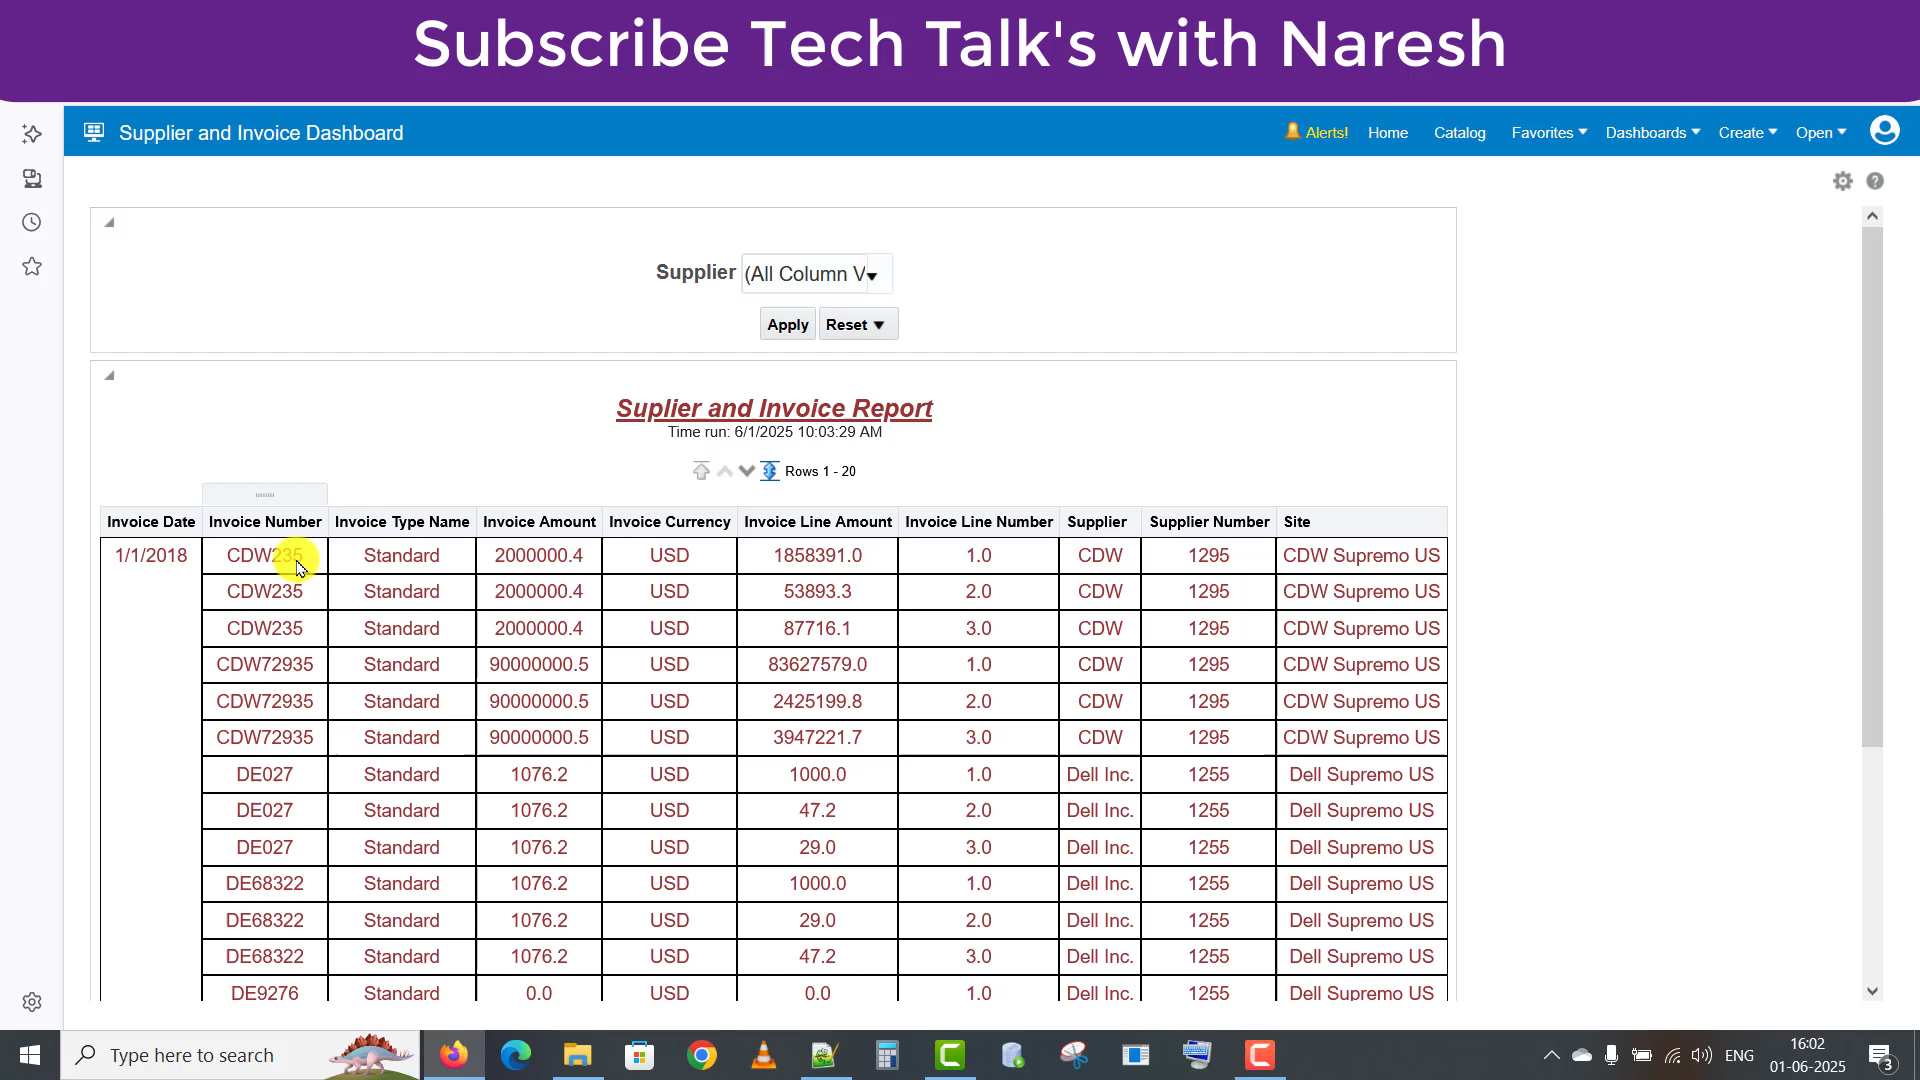 Subscribe Tech Talk's with Naresh
Supplier and Invoice Dashboard
Alerts! Home Catalog Favorites Dashboards Create Open
Supplier (All Column V
Apply Reset
Suplier and Invoice Report
Time run: 6/1/2025 10:03:29 AM
Rows 1 - 20
Invoice Date Invoice Number Invoice Type Name Invoice Amount Invoice Currency Invoice Line Amount Invoice Line Number Supplier Supplier Number Site
1/1/2018 CDW235 Standard 2000000.4 USD 1858391.0 1.0 CDW 1295 CDW Supremo US
CDW235 Standard 2000000.4 USD 53893.3 2.0 CDW 1295 CDW Supremo US
CDW235 Standard 2000000.4 USD 87716.1 3.0 CDW 1295 CDW Supremo US
CDW72935 Standard 90000000.5 USD 83627579.0 1.0 CDW 1295 CDW Supremo US
CDW72935 Standard 90000000.5 USD 2425199.8 2.0 CDW 1295 CDW Supremo US
CDW72935 Standard 90000000.5 USD 3947221.7 3.0 CDW 1295 CDW Supremo US
DE027 Standard 1076.2 USD 1000.0 1.0 Dell Inc. 1255 Dell Supremo US
DE027 Standard 1076.2 USD 47.2 2.0 Dell Inc. 1255 Dell Supremo US
DE027 Standard 1076.2 USD 29.0 3.0 Dell Inc. 1255 Dell Supremo US
DE68322 Standard 1076.2 USD 1000.0 1.0 Dell Inc. 1255 Dell Supremo US
DE68322 Standard 1076.2 USD 29.0 2.0 Dell Inc. 1255 Dell Supremo US
DE68322 Standard 1076.2 USD 47.2 3.0 Dell Inc. 1255 Dell Supremo US
DE9276 Standard 0.0 USD 0.0 1.0 Dell Inc. 1255 Dell Supremo US
Type here to search
ENG
16:02
01-06-2025
3